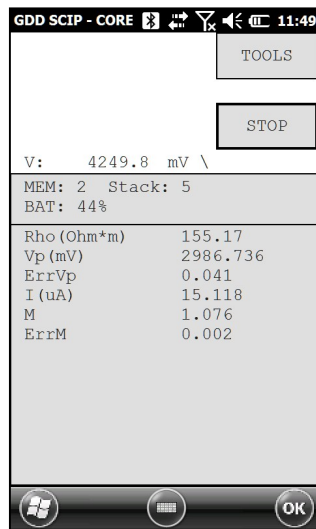 GDD SCIP - CORE 11:49
TOOLS
STOP
V: 4249.8 mV \
MEM: 2 Stack: 5
BAT: 44%
Rho(Ohm*m) 155.17
Vp(mV) 2986.736
ErrVp 0.041
I(uA) 15.118
M 1.076
ErrM 0.002
OK